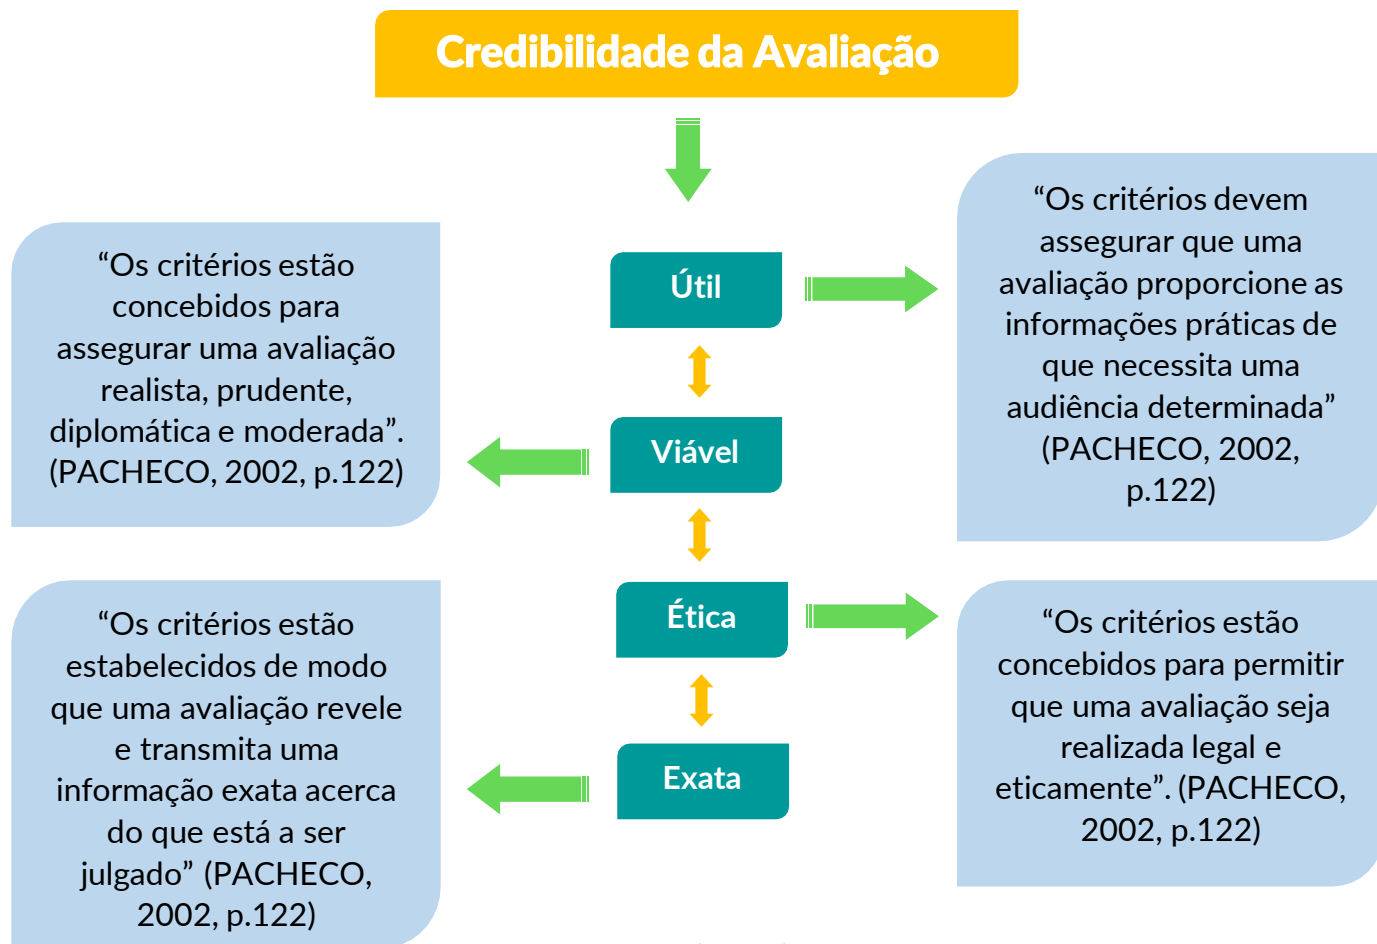 Credibilidade da Avaliação
Útil
“Os critérios devem
assegurar que uma
avaliação proporcione as
informações práticas de
que necessita uma
audiência determinada”
(PACHECO, 2002,
p.122)
Viável
“Os critérios estão
concebidos para
assegurar uma avaliação
realista, prudente,
diplomática e moderada”.
(PACHECO, 2002, p.122)
Ética
“Os critérios estão
concebidos para permitir
que uma avaliação seja
realizada legal e
eticamente”. (PACHECO,
2002, p.122)
Exata
“Os critérios estão
estabelecidos de modo
que uma avaliação revele
e transmita uma
informação exata acerca
do que está a ser
julgado” (PACHECO,
2002, p.122)